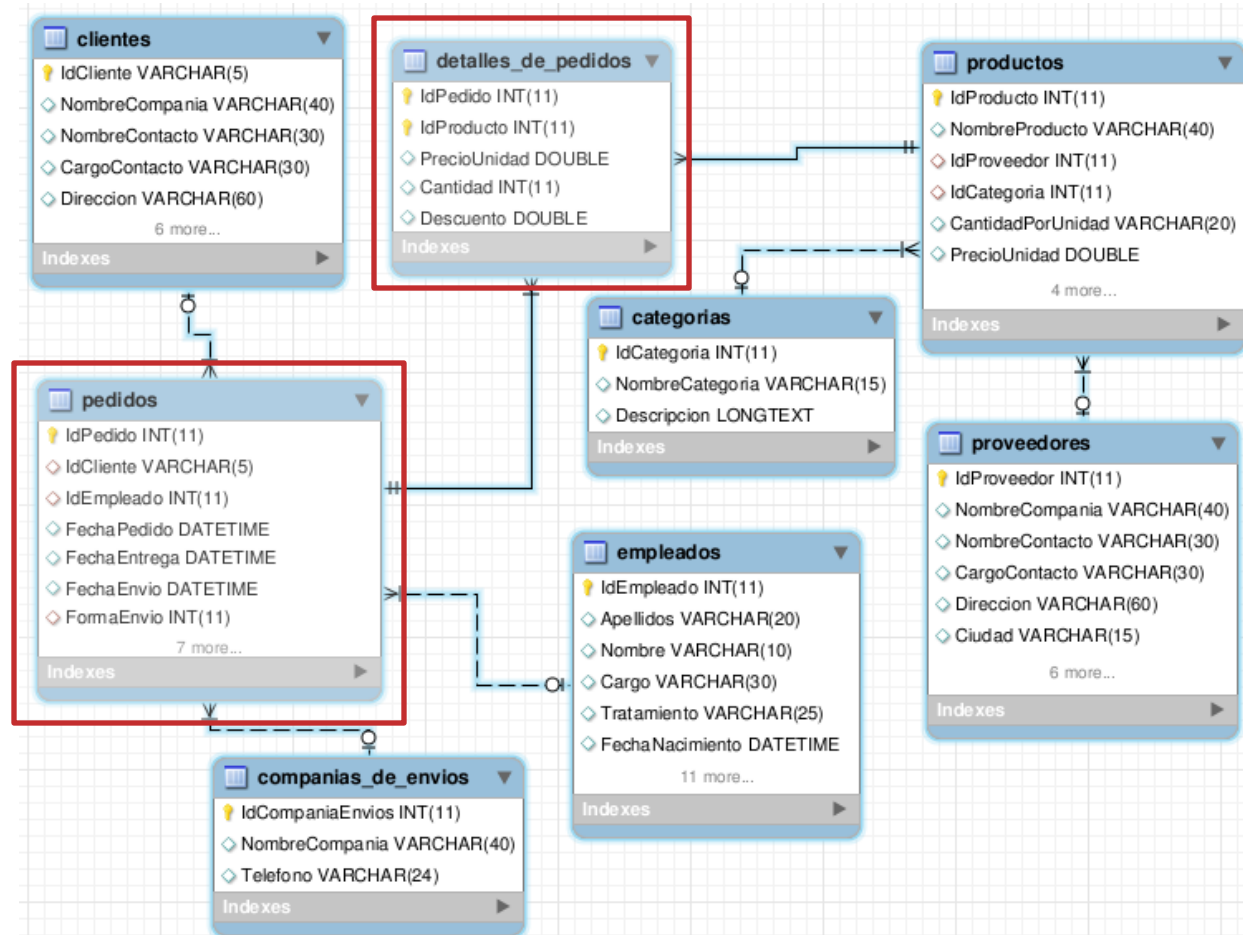 clientes
IdCliente VARCHAR(5)
NombreCompania VARCHAR(40)
NombreContacto VARCHAR(30)
CargoContacto VARCHAR(30)
Direccion VARCHAR(60)
6 more...
Indexes
detalles_de_pedidos
IdPedido INT(11)
IdProducto INT(11)
PrecioUnidad DOUBLE
Cantidad INT(11)
Descuento DOUBLE
Indexes
productos
IdProducto INT(11)
NombreProducto VARCHAR(40)
IdProveedor INT(11)
IdCategoria INT(11)
CantidadPorUnidad VARCHAR(20)
PrecioUnidad DOUBLE
4 more...
Indexes
categorias
IdCategoria INT(11)
NombreCategoria VARCHAR(15)
Descripcion LONGTEXT
Indexes
pedidos
IdPedido INT(11)
IdCliente VARCHAR(5)
IdEmpleado INT(11)
FechaPedido DATETIME
FechaEntrega DATETIME
FechaEnvio DATETIME
FormaEnvio INT(11)
7 more...
Indexes
proveedores
IdProveedor INT(11)
NombreCompania VARCHAR(40)
NombreContacto VARCHAR(30)
CargoContacto VARCHAR(30)
Direccion VARCHAR(60)
Ciudad VARCHAR(15)
6 more...
Indexes
empleados
IdEmpleado INT(11)
Apellidos VARCHAR(20)
Nombre VARCHAR(10)
Cargo VARCHAR(30)
Tratamiento VARCHAR(25)
FechaNacimiento DATETIME
11 more...
Indexes
companias_de_envios
IdCompaniaEnvios INT(11)
NombreCompania VARCHAR(40)
Telefono VARCHAR(24)
Indexes